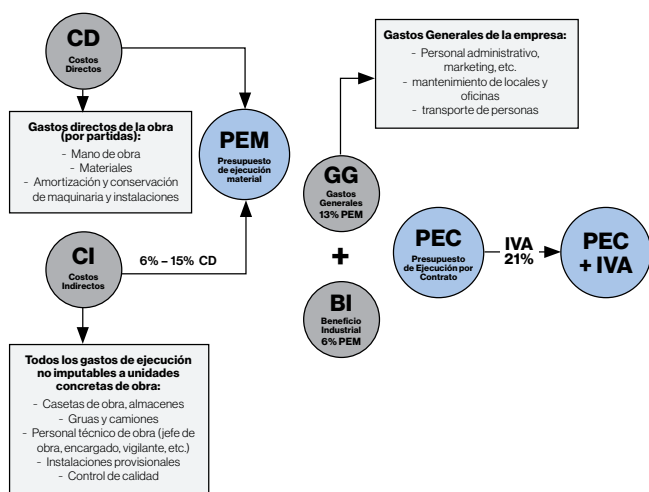 CD
Costos
Directos
Gastos directos de la obra
(por partidas):
- Mano de obra
- Materiales
- Amortización y conservación
de maquinaria y instalaciones
PEM
Presupuesto
de ejecución
material
CI
Costos
Indirectos
6% – 15% CD
Todos los gastos de ejecución
no imputables a unidades
concretas de obra:
- Casetas de obra, almacenes
- Gruas y camiones
- Personal técnico de obra (jefe de
obra, encargado, vigilante, etc.)
- Instalaciones provisionales
- Control de calidad
Gastos Generales de la empresa:
- Personal administrativo,
marketing, etc.
- mantenimiento de locales y
oficinas
- transporte de personas
GG
Gastos
Generales
13% PEM
+
BI
Beneficio
Industrial
6% PEM
PEC
Presupuesto
de Ejecución por
Contrato
IVA
21%
PEC
+ IVA